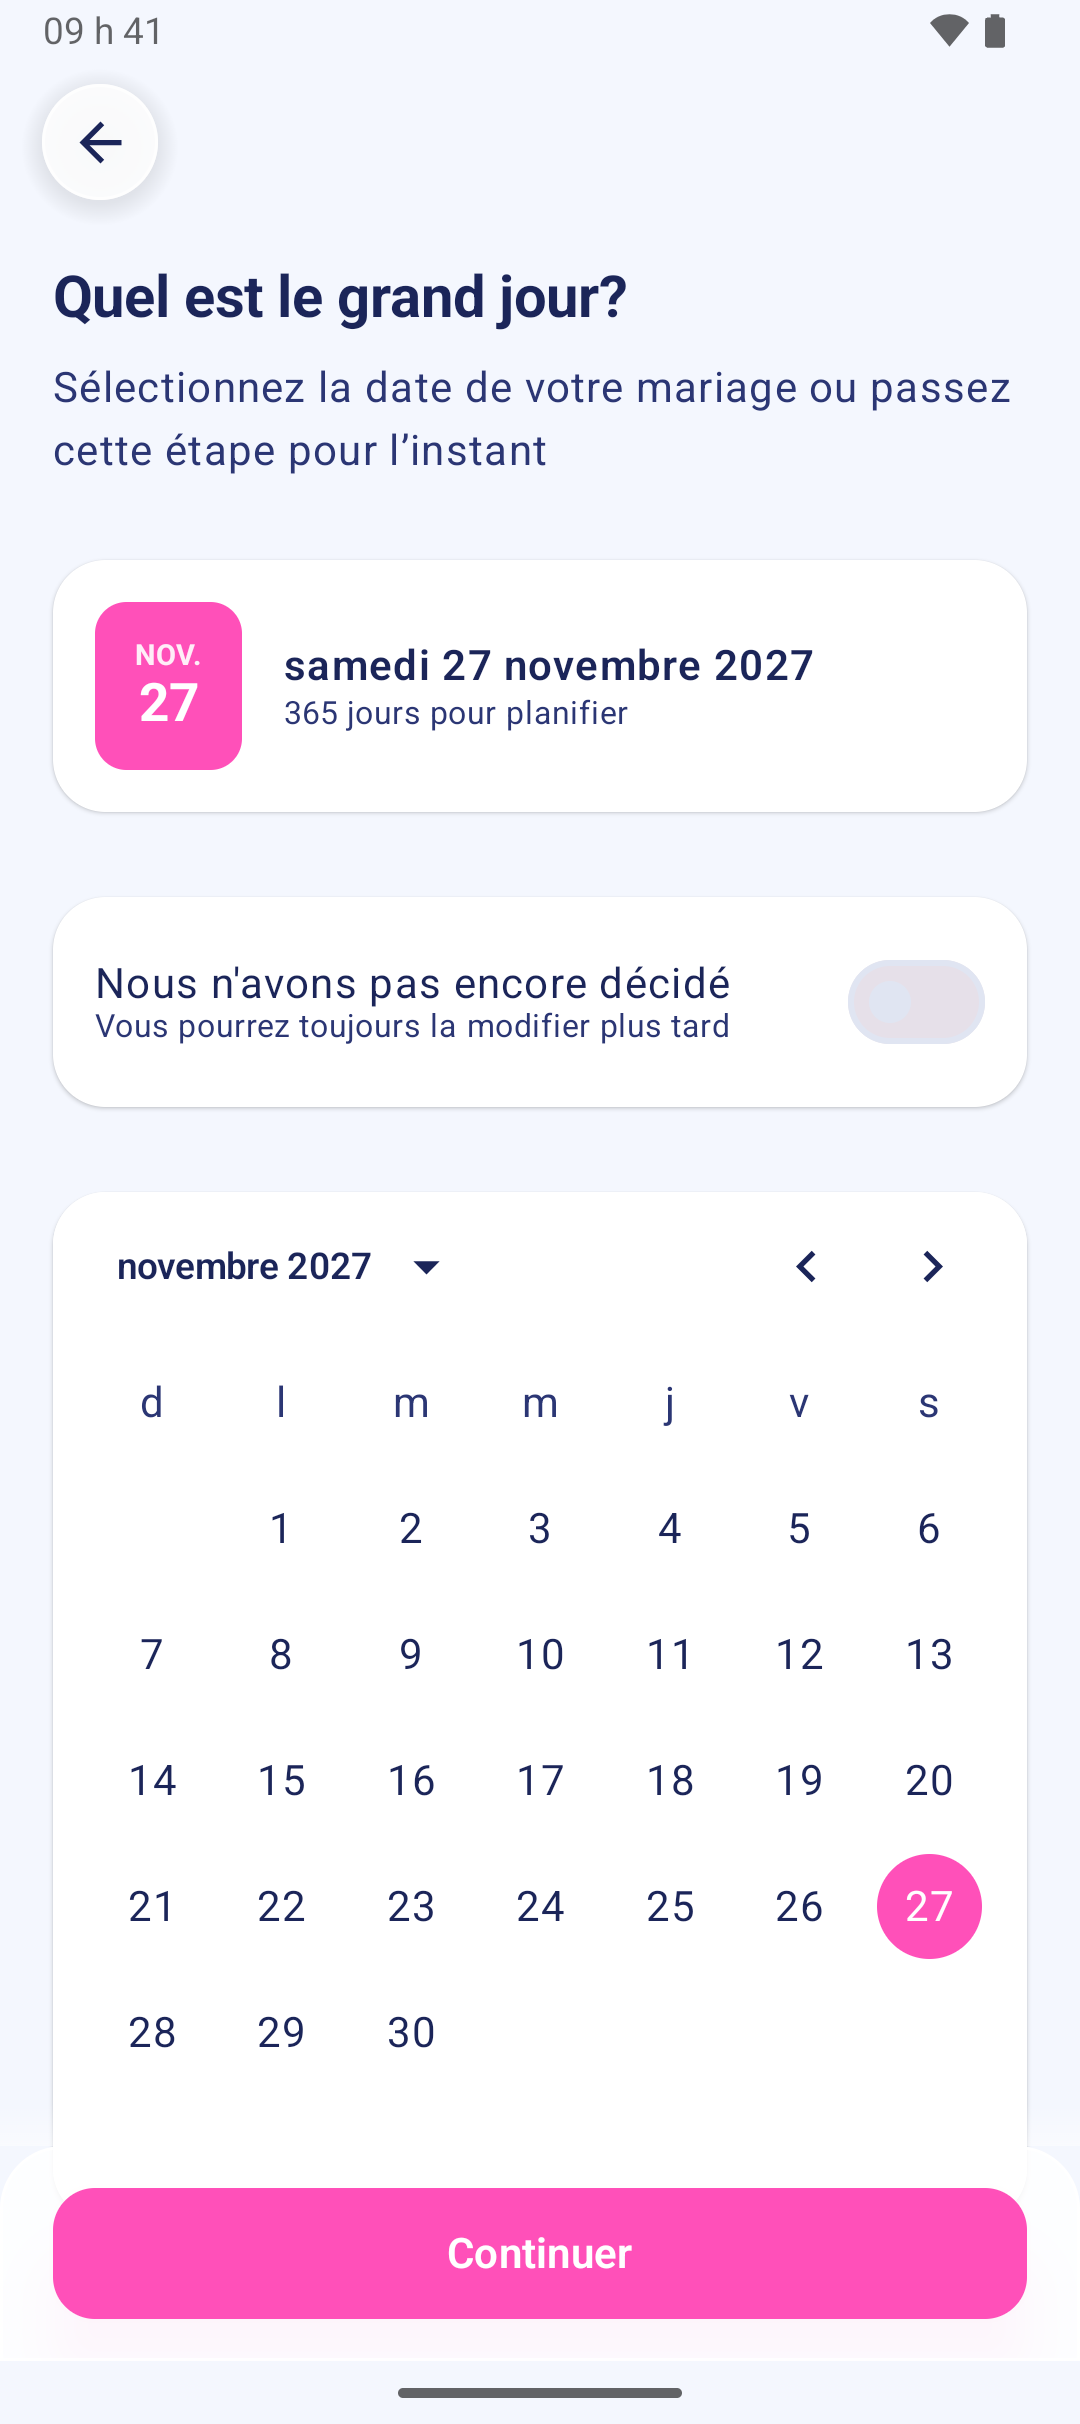 09 h 41
Quel est le grand jour?
Sélectionnez la date de votre mariage ou passez
cette étape pour l’instant
NOV.
27
samedi 27 novembre 2027
365 jours pour planifier
Nous n'avons pas encore décidé
Vous pourrez toujours la modifier plus tard
novembre 2027
d l m m j v s
1 2 3 4 5 6
7 8 9 10 11 12 13
14 15 16 17 18 19 20
21 22 23 24 25 26 27
28 29 30
Continuer